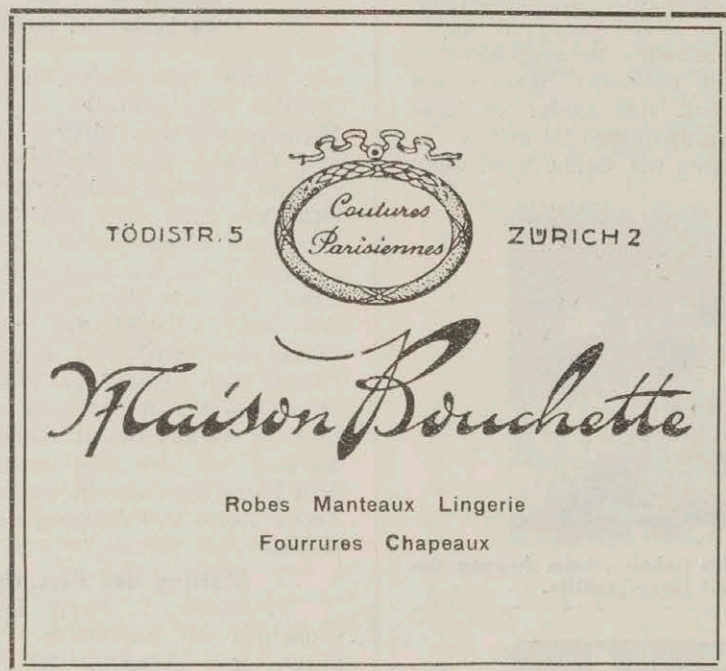 Coutures
Parisiennes
TÖDISTR. 5
ZÜRICH 2
Maison Bouchette
Robes Manteaux Lingerie
Fourrures Chapeaux